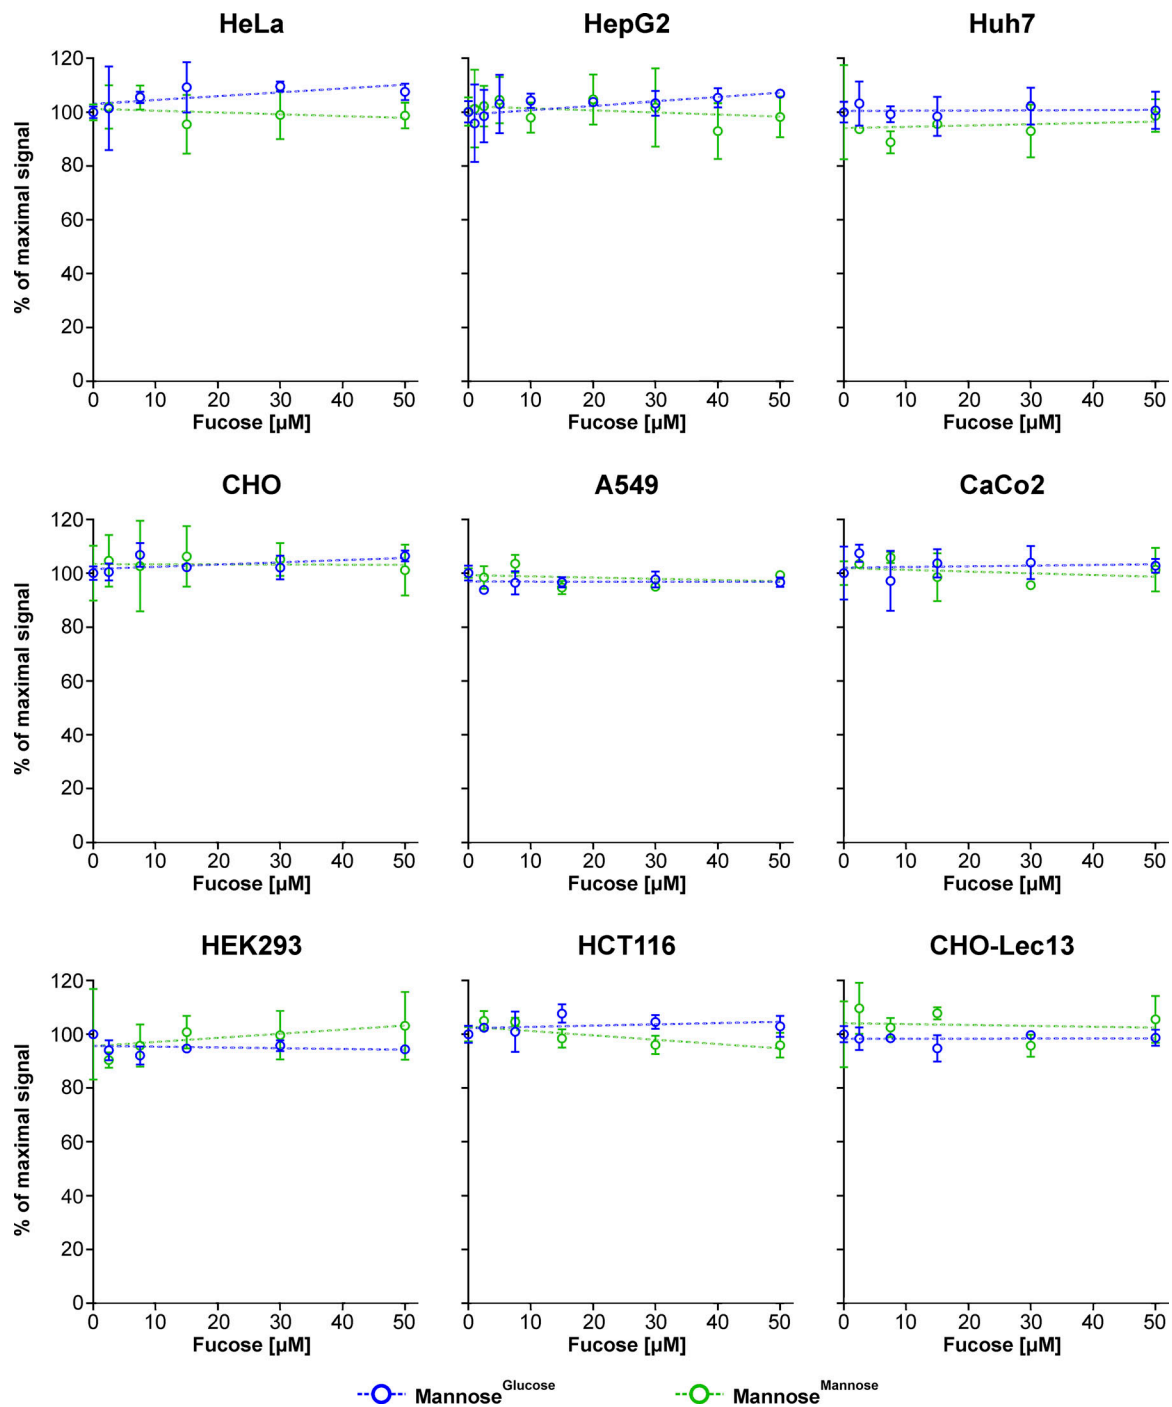 HeLa HepG2 Huh7
% of maximal signal
120
100
80
60
40
20
0
0 10 20 30 40 50 0 10 20 30 40 50 0 10 20 30 40 50
Fucose [µM] Fucose [µM] Fucose [µM]
CHO A549 CaCo2
% of maximal signal
120
100
80
60
40
20
0
0 10 20 30 40 50 0 10 20 30 40 50 0 10 20 30 40 50
Fucose [µM] Fucose [µM] Fucose [µM]
HEK293 HCT116 CHO-Lec13
% of maximal signal
120
100
80
60
40
20
0
0 10 20 30 40 50 0 10 20 30 40 50 0 10 20 30 40 50
Fucose [µM] Fucose [µM] Fucose [µM]
Mannose^Glucose Mannose^Mannose